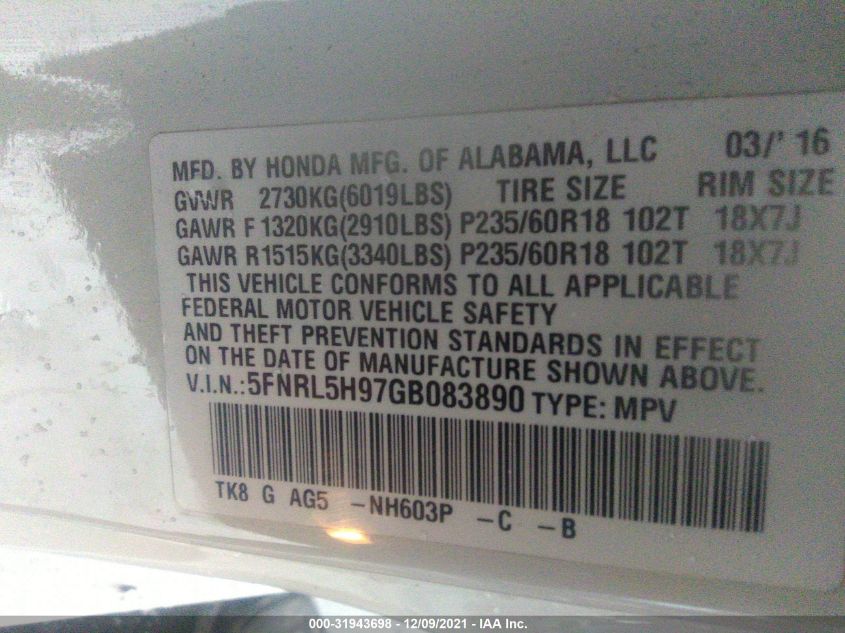 MFD. BY HONDA MFG. OF ALABAMA, LLC 03/' 16
GVWR 2730KG(6019LBS) TIRE SIZE RIM SIZE
GAWR F 1320KG(2910LBS) P235/60R18 102T 18X7J
GAWR R1515KG(3340LBS) P235/60R18 102T 18X7J
THIS VEHICLE CONFORMS TO ALL APPLICABLE
FEDERAL MOTOR VEHICLE SAFETY
AND THEFT PREVENTION STANDARDS IN EFFECT
ON THE DATE OF MANUFACTURE SHOWN ABOVE.
V.I.N.:5FNRL5H97GB083890 TYPE: MPV
TK8 G AG5 -NH603P -C -B
000-31943698 - 12/09/2021 - IAA Inc.